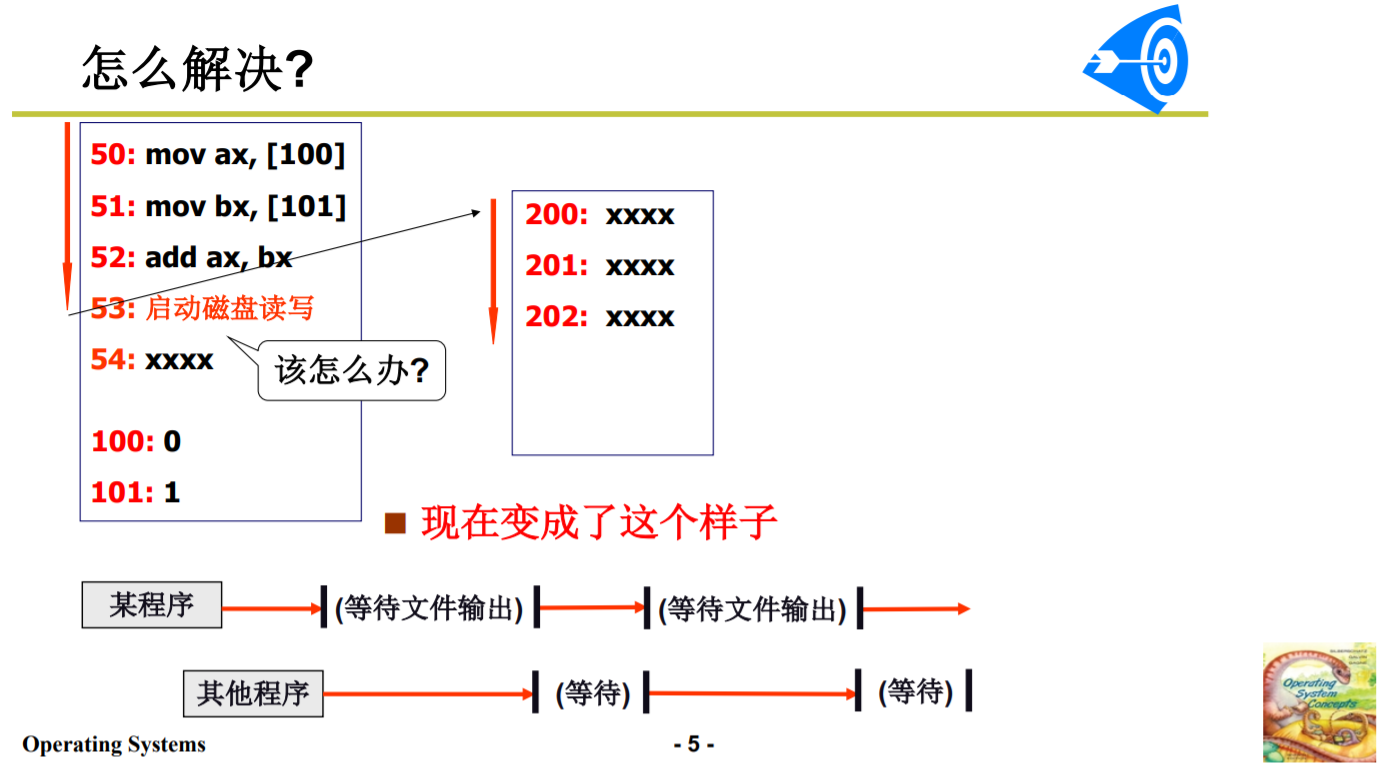 怎么解决?
50: mov ax, [100]
51: mov bx, [101]
52: add ax, bx
53: 启动磁盘读写
54: xxxx
该怎么办?
100: 0
101: 1
200: xxxx
201: xxxx
202: xxxx
现在变成了这个样子
某程序
(等待文件输出)
(等待文件输出)
其他程序
(等待)
(等待)
Operating Systems
- 5 -
Operating
System
Concepts